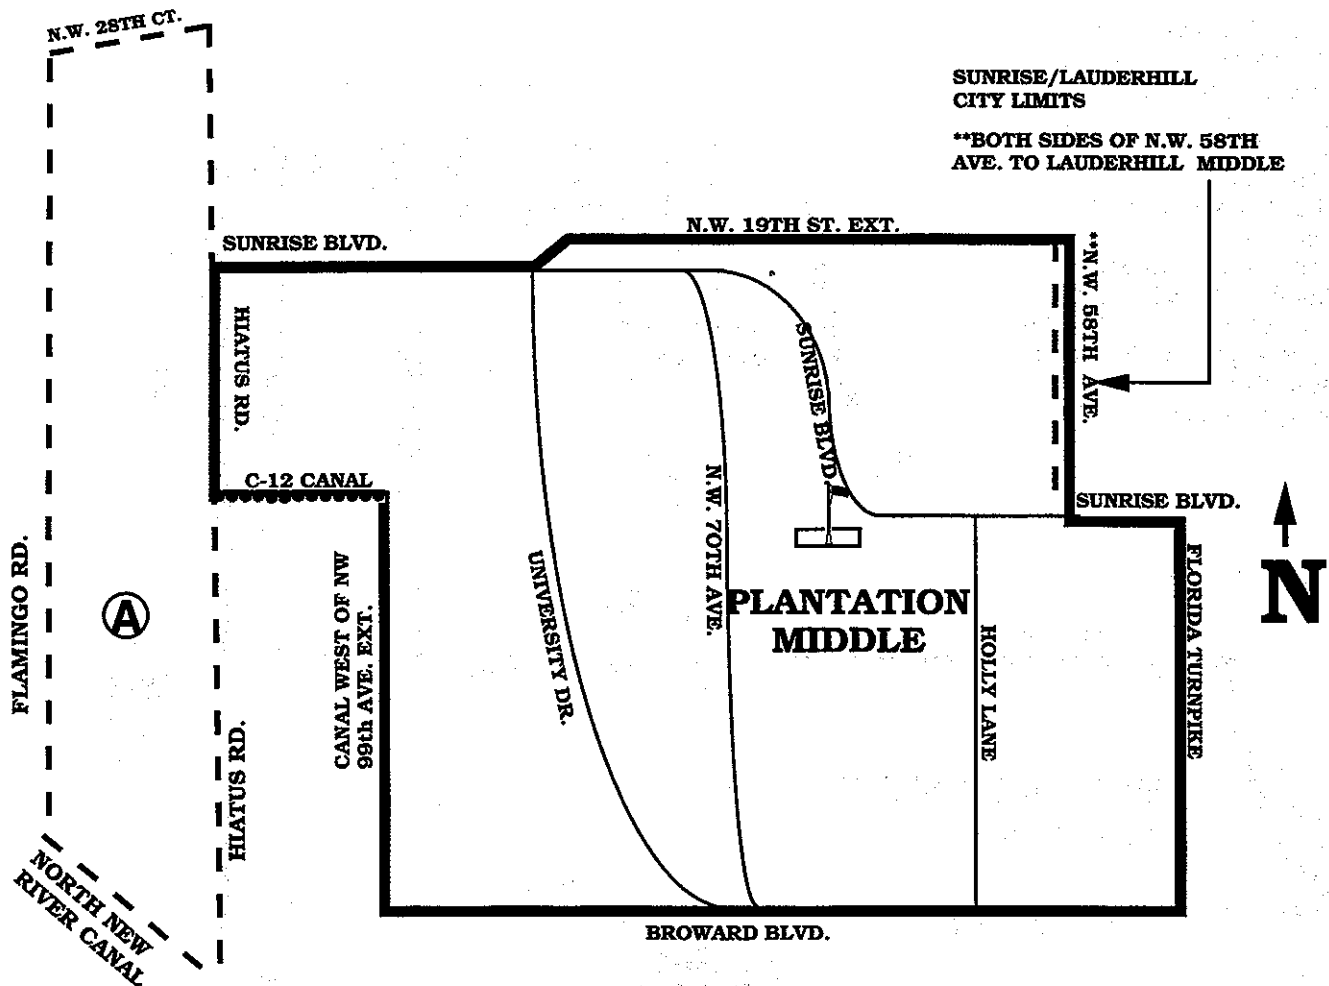 N.W. 28TH CT.
SUNRISE/LAUDERHILL
CITY LIMITS
**BOTH SIDES OF N.W. 58TH
AVE. TO LAUDERHILL MIDDLE
N.W. 19TH ST. EXT.
SUNRISE BLVD.
**N.W. 58TH AVE.
HIATUS RD.
SUNRISE BLVD
C-12 CANAL
N.W. 70TH AVE.
SUNRISE BLVD.
FLAMINGO RD.
A
CANAL WEST OF NW
99th AVE. EXT.
UNIVERSITY DR.
PLANTATION
MIDDLE
HOLLY LANE
FLORIDA TURNPIKE
N
HIATUS RD.
NORTH NEW
RIVER CANAL
BROWARD BLVD.